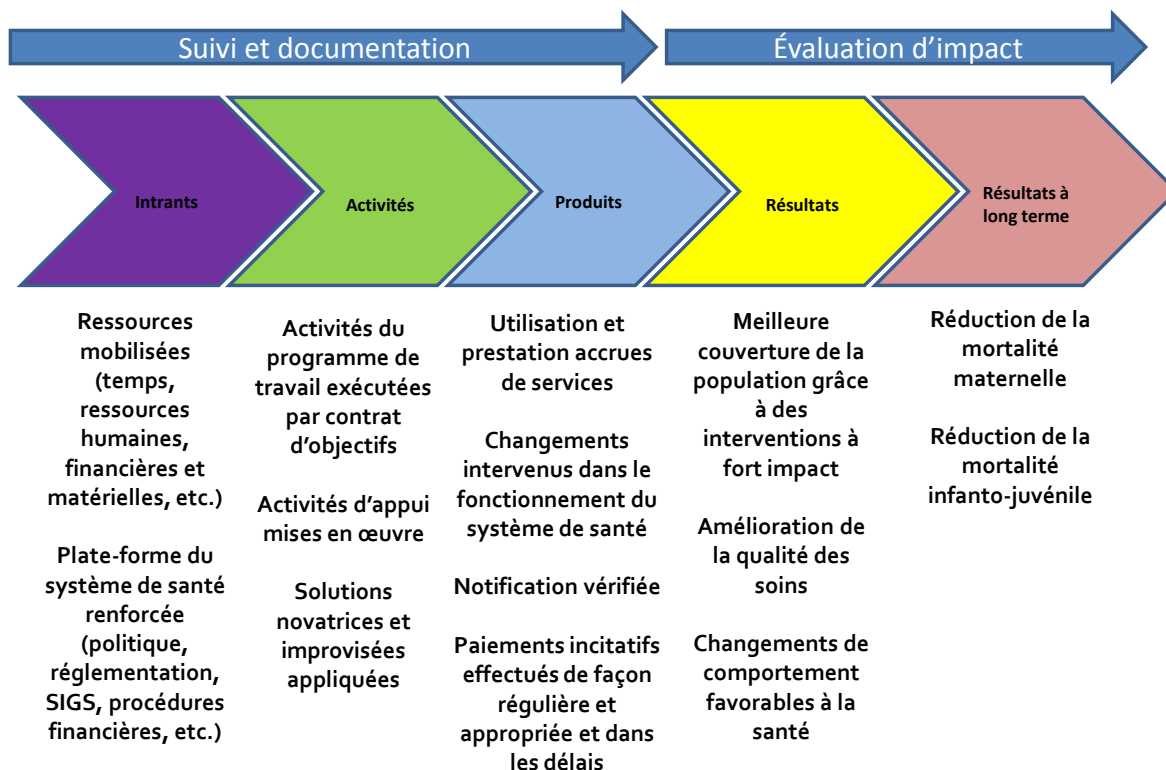 Suivi et documentation
Évaluation d’impact
Intrants
Activités
Produits
Résultats
Résultats à
long terme
Ressources
mobilisées
(temps,
ressources
humaines,
financières et
matérielles, etc.)
Plate-forme du
système de santé
renforcée
(politique,
réglementation,
SIGS, procédures
financières, etc.)
Activités du
programme de
travail exécutées
par contrat
d’objectifs
Activités d’appui
mises en œuvre
Solutions
novatrices et
improvisées
appliquées
Utilisation et
prestation accrues
de services
Changements
intervenus dans le
fonctionnement du
système de santé
Notification vérifiée
Paiements incitatifs
effectués de façon
régulière et
appropriée et dans
les délais
Meilleure
couverture de la
population grâce
à des
interventions à
fort impact
Amélioration de
la qualité des
soins
Changements de
comportement
favorables à la
santé
Réduction de la
mortalité
maternelle
Réduction de la
mortalité
infanto-juvénile